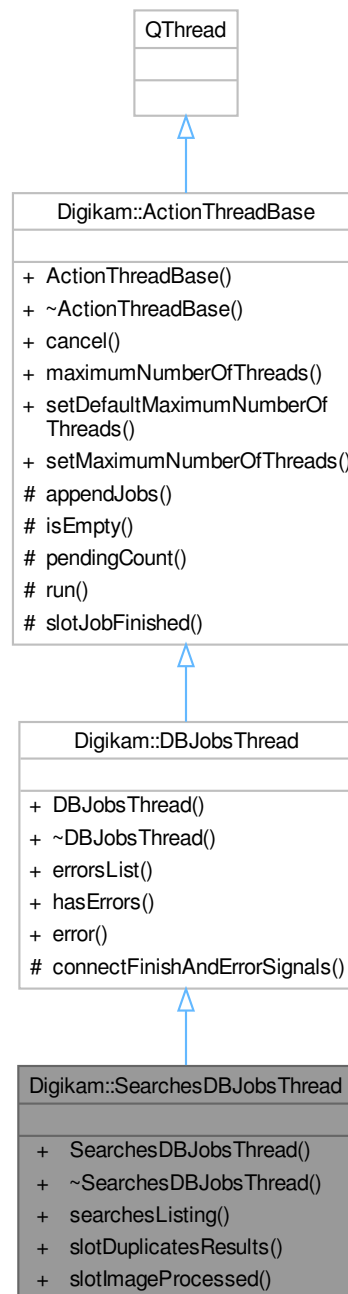 QThread
Digikam::ActionThreadBase
+ ActionThreadBase()
+ ~ActionThreadBase()
+ cancel()
+ maximumNumberOfThreads()
+ setDefaultMaximumNumberOf
Threads()
+ setMaximumNumberOfThreads()
# appendJobs()
# isEmpty()
# pendingCount()
# run()
# slotJobFinished()
Digikam::DBJobsThread
+ DBJobsThread()
+ ~DBJobsThread()
+ errorsList()
+ hasErrors()
+ error()
# connectFinishAndErrorSignals()
Digikam::SearchesDBJobsThread
+ SearchesDBJobsThread()
+ ~SearchesDBJobsThread()
+ searchesListing()
+ slotDuplicatesResults()
+ slotImageProcessed()